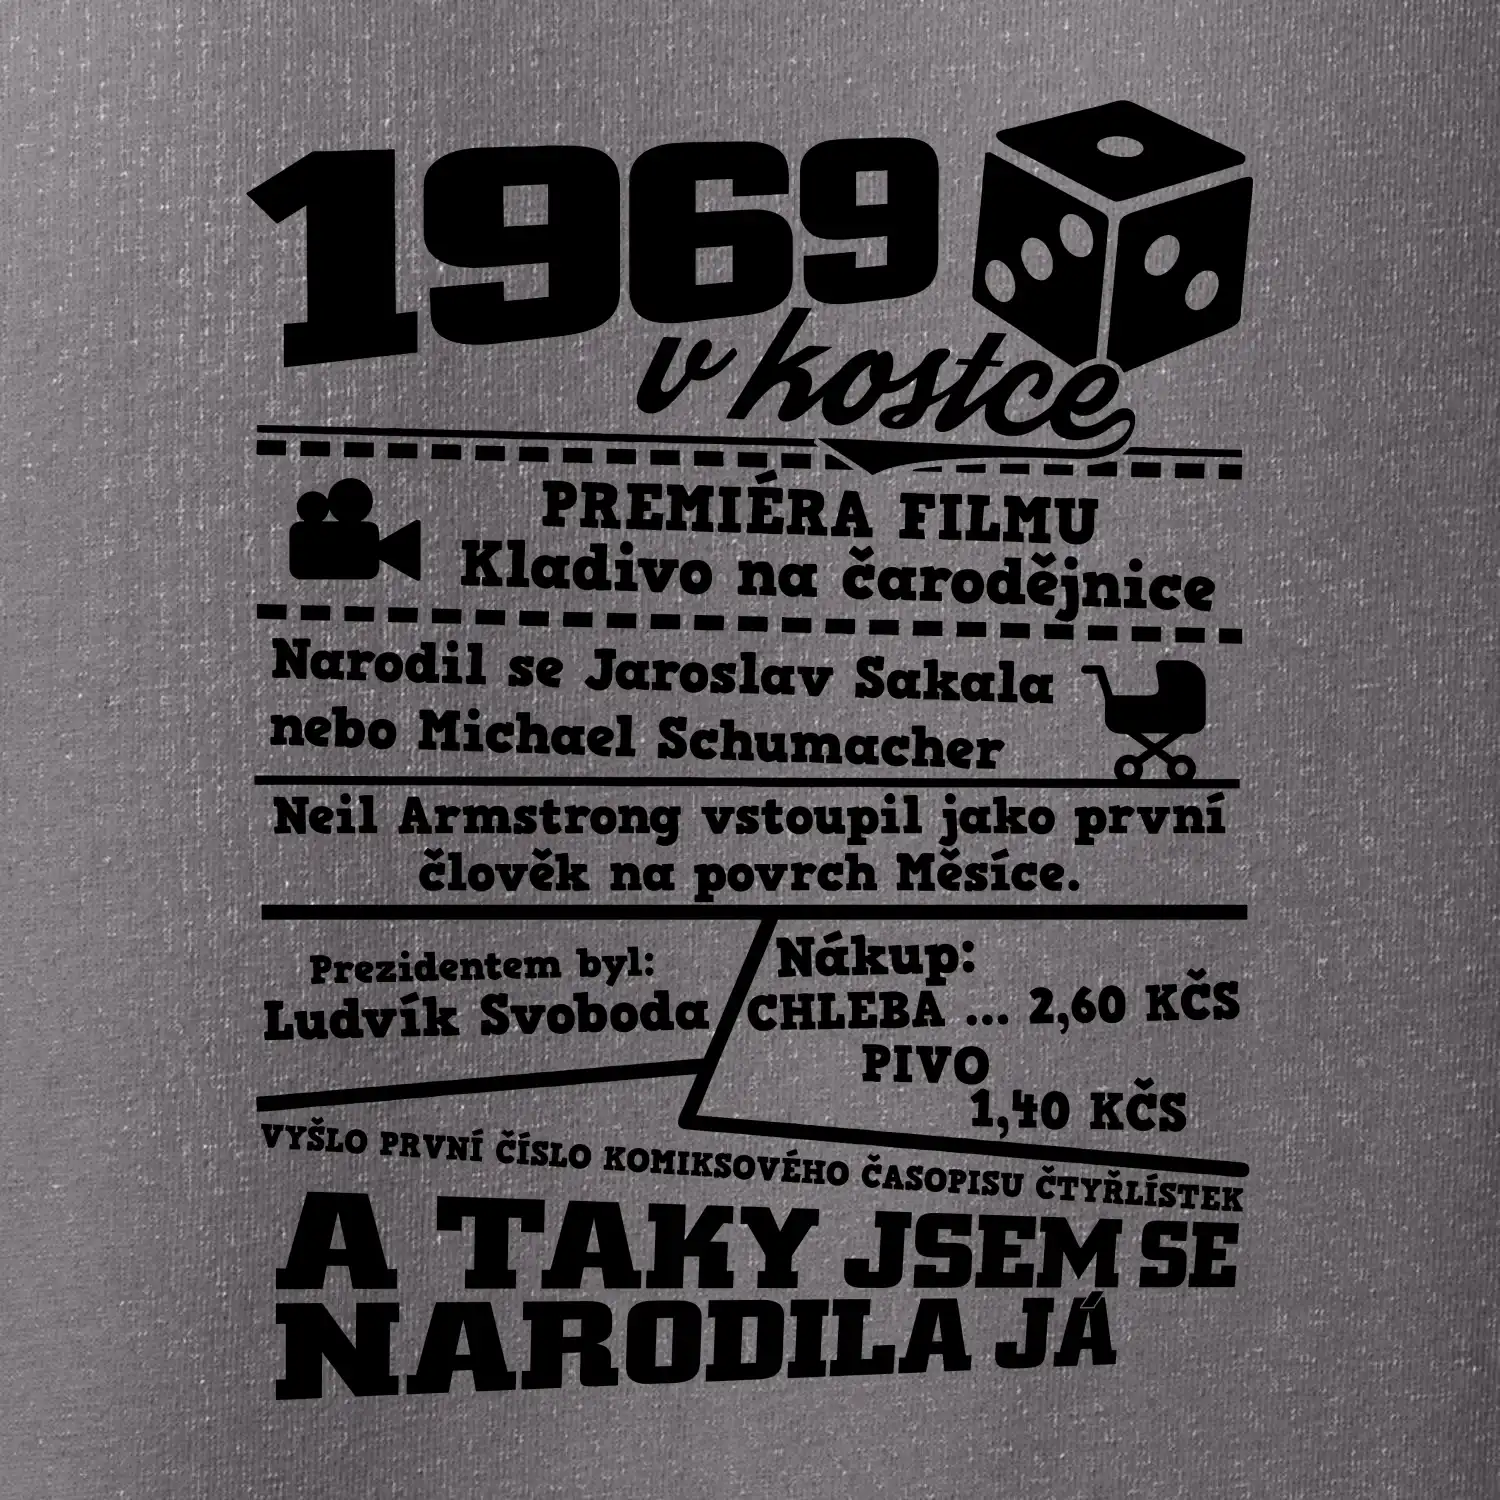 1969
v kostce
PREMIÉRA FILMU
Kladivo na čarodějnice
Narodil se Jaroslav Sakala
nebo Michael Schumacher
Neil Armstrong vstoupil jako první
člověk na povrch Měsíce.
Prezidentem byl:
Ludvík Svoboda
Nákup:
CHLEBA ... 2,60 KČS
PIVO
1,40 KČS
VYŠLO PRVNÍ ČÍSLO KOMIKSOVÉHO ČASOPISU ČTYŘLÍSTEK
A TAKY JSEM SE
NARODILA JÁ